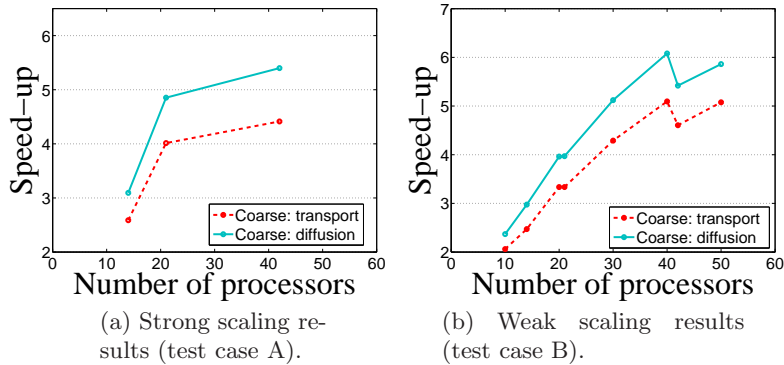 6
5
4
3
2
Speed-up
0 10 20 30 40 50 60
Number of processors
Coarse: transport
Coarse: diffusion
(a) Strong scaling re-
sults (test case A).
7
6
5
4
3
2
Speed-up
0 10 20 30 40 50 60
Number of processors
Coarse: transport
Coarse: diffusion
(b) Weak scaling results
(test case B).